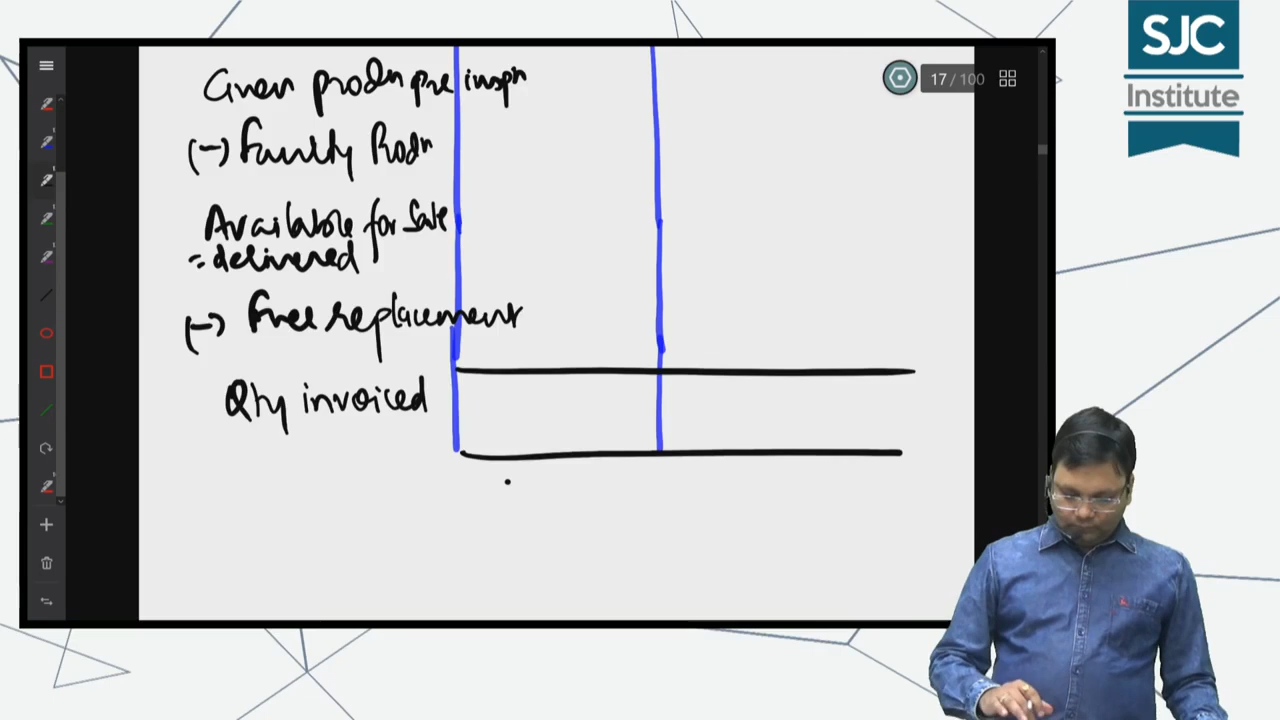 SJC
Institute
17 / 100
Given prodn pre inspn
(-) Faulty Prodn
Available for Sale
= delivered
(-) Free replacement
Qty invoiced